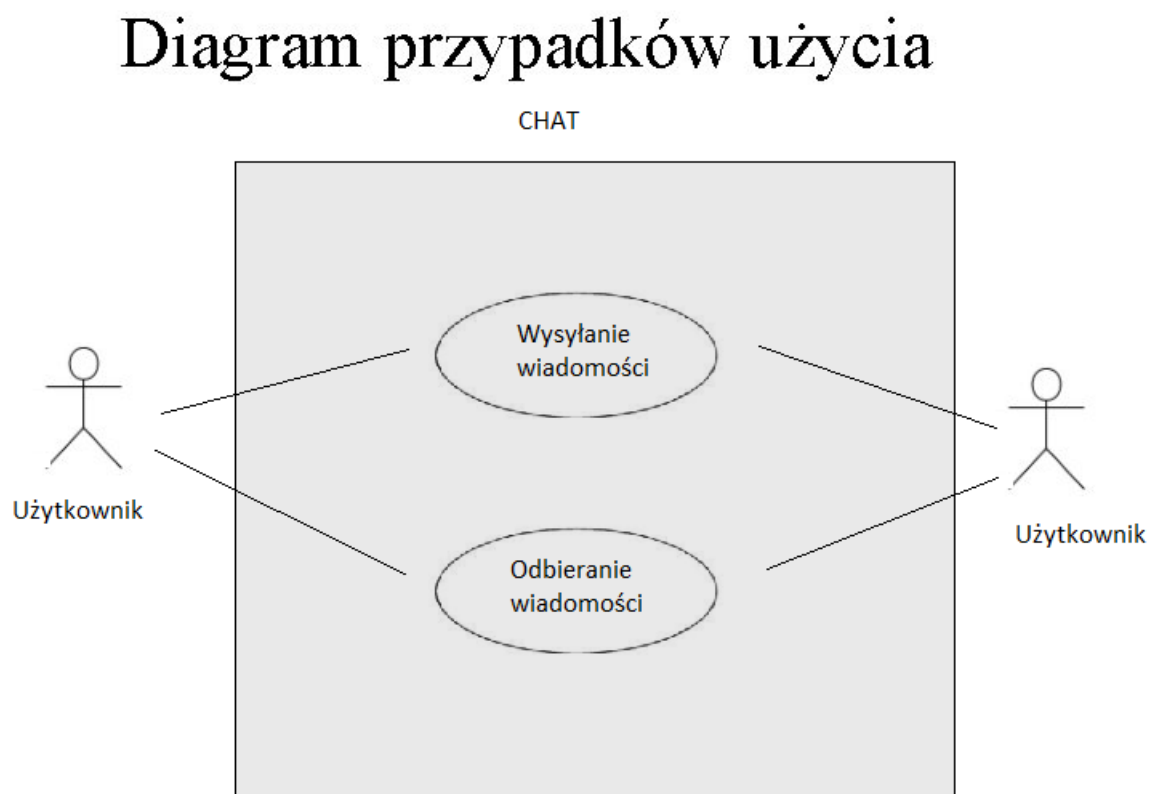 Diagram przypadków użycia
CHAT
Wysyłanie
wiadomości
Użytkownik
Użytkownik
Odbieranie
wiadomości